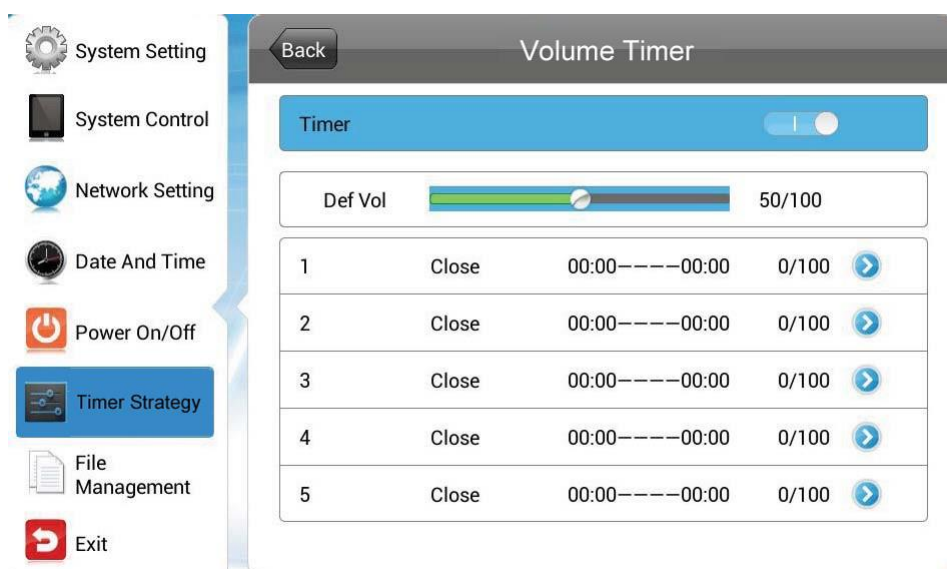 System Setting
System Control
Network Setting
Date And Time
Power On/Off
Timer Strategy
File
Management
Exit
Back
Volume Timer
Timer
Def Vol 50/100
1 Close 00:00----00:00 0/100
2 Close 00:00----00:00 0/100
3 Close 00:00----00:00 0/100
4 Close 00:00----00:00 0/100
5 Close 00:00----00:00 0/100